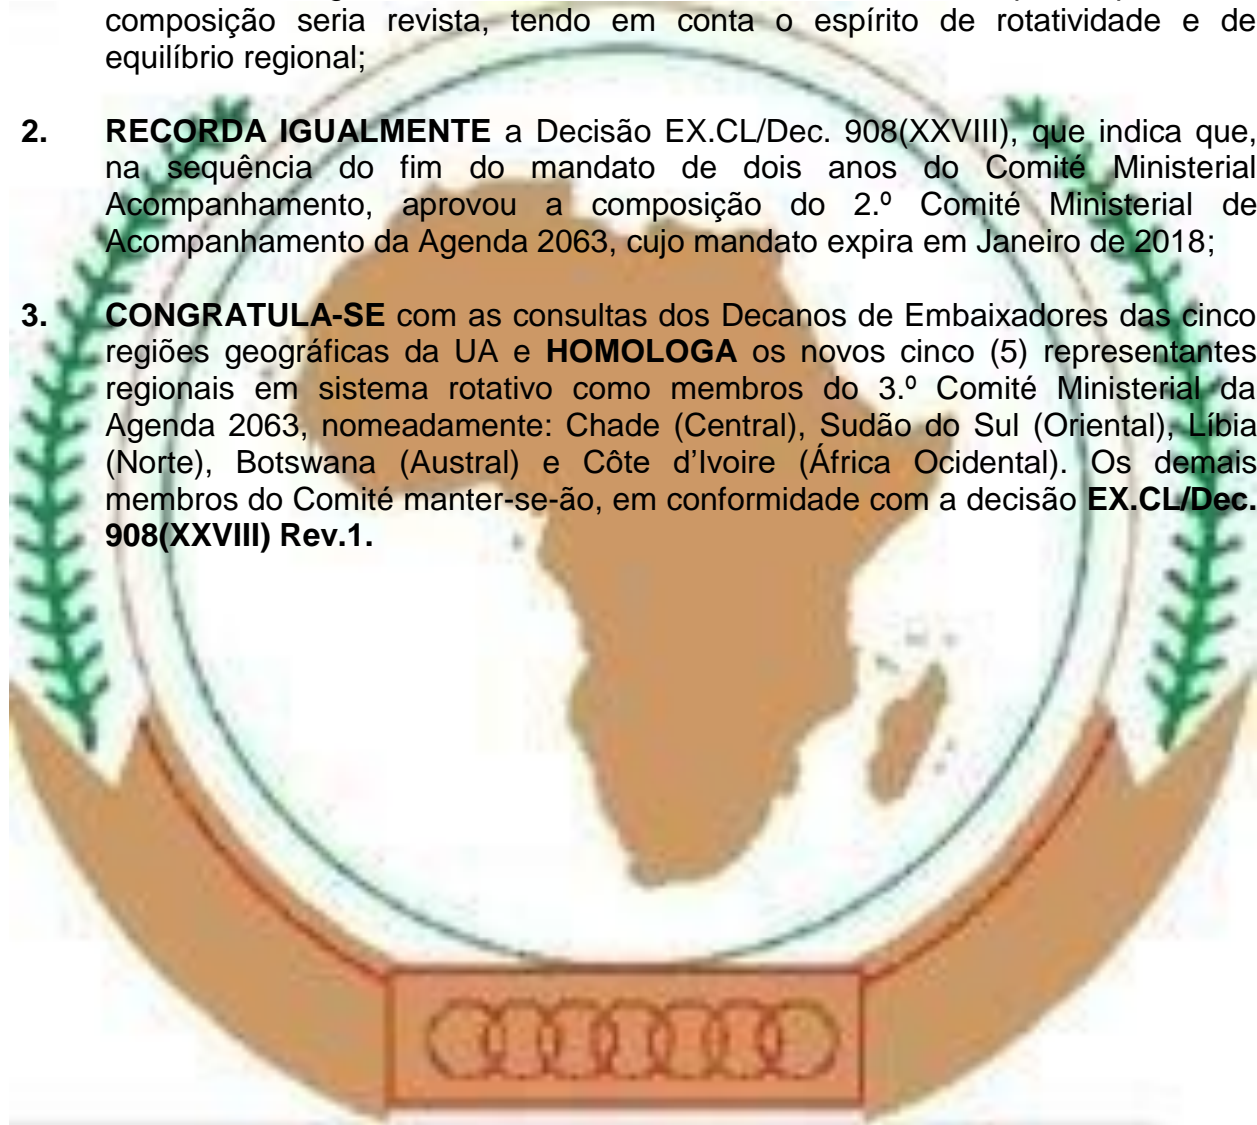 composição seria revista, tendo em conta o espírito de rotatividade e de
equilíbrio regional;
2. RECORDA IGUALMENTE a Decisão EX.CL/Dec. 908(XXVIII), que indica que,
na sequência do fim do mandato de dois anos do Comité Ministerial
Acompanhamento, aprovou a composição do 2.º Comité Ministerial de
Acompanhamento da Agenda 2063, cujo mandato expira em Janeiro de 2018;
3. CONGRATULA-SE com as consultas dos Decanos de Embaixadores das cinco
regiões geográficas da UA e HOMOLOGA os novos cinco (5) representantes
regionais em sistema rotativo como membros do 3.º Comité Ministerial da
Agenda 2063, nomeadamente: Chade (Central), Sudão do Sul (Oriental), Líbia
(Norte), Botswana (Austral) e Côte d’Ivoire (África Ocidental). Os demais
membros do Comité manter-se-ão, em conformidade com a decisão EX.CL/Dec.
908(XXVIII) Rev.1.